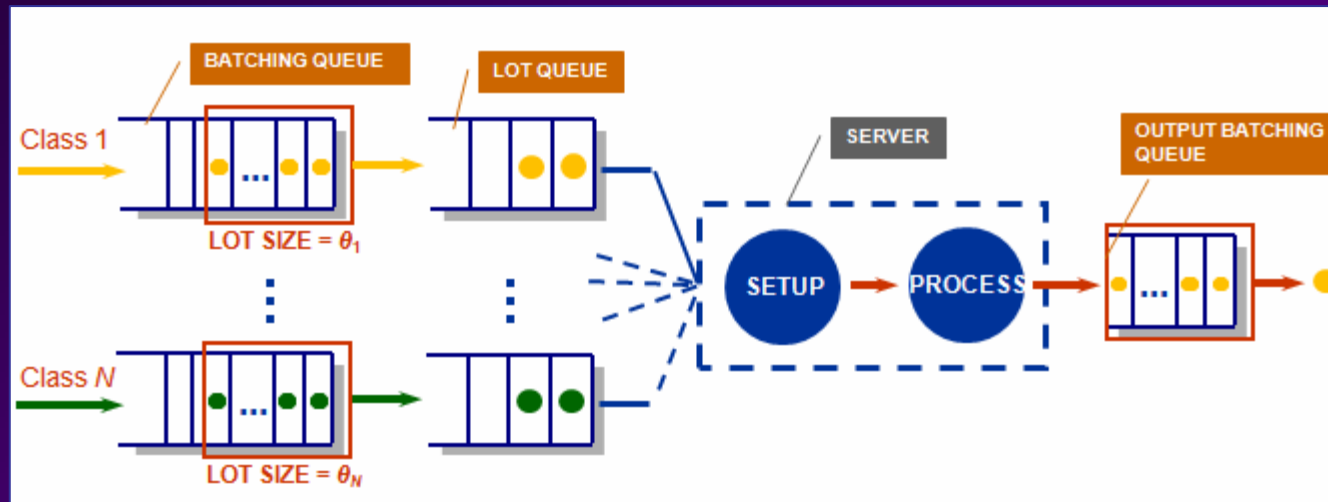 BATCHING QUEUE
LOT QUEUE
Class 1
SERVER
OUTPUT BATCHING
QUEUE
...
...
LOT SIZE = θ1
SETUP
PROCESS
Class N
...
LOT SIZE = θN